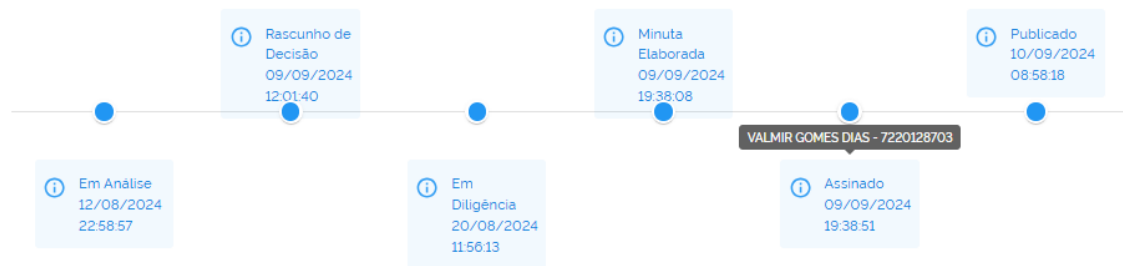 Em Análise
12/08/2024
22:58:57
Rascunho de
Decisão
09/09/2024
12:01:40
Em
Diligência
20/08/2024
11:56:13
Minuta
Elaborada
09/09/2024
19:38:08
VALMIR GOMES DIAS - 7220128703
Assinado
09/09/2024
19:38:51
Publicado
10/09/2024
08:58:18